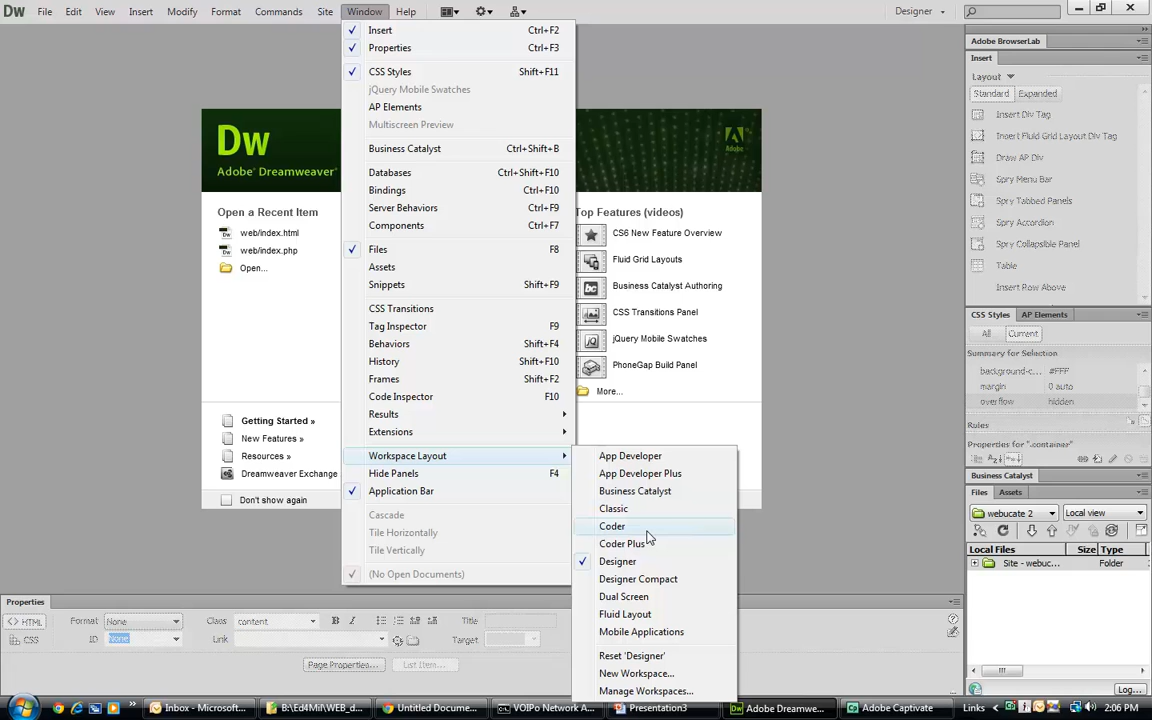 DW File Edit View Insert Modify Format Commands Site Window Help Designer
Insert Ctrl+F2
Properties Ctrl+F3
CSS Styles Shift+F11
jQuery Mobile Swatches
AP Elements
Multiscreen Preview
Business Catalyst Ctrl+Shift+B
Databases Ctrl+Shift+F10
Bindings Ctrl+F10
Server Behaviors Ctrl+F9
Components Ctrl+F7
Files F8
Assets
Snippets Shift+F9
CSS Transitions
Tag Inspector F9
Behaviors Shift+F4
History Shift+F10
Frames Shift+F2
Code Inspector F10
Results
Extensions
Workspace Layout
Hide Panels F4
Application Bar
Cascade
Tile Horizontally
Tile Vertically
(No Open Documents)
App Developer
App Developer Plus
Business Catalyst
Classic
Coder
Coder Plus
Designer
Designer Compact
Dual Screen
Fluid Layout
Mobile Applications
Reset 'Designer'
New Workspace...
Manage Workspaces...
Dw
Adobe® Dreamweaver
Adobe
Open a Recent Item
web/index.html
web/index.php
Open...
Getting Started »
New Features »
Resources »
Dreamweaver Exchange
Don't show again
Top Features (videos)
CS6 New Feature Overview
Fluid Grid Layouts
Business Catalyst Authoring
CSS Transitions Panel
jQuery Mobile Swatches
PhoneGap Build Panel
More...
Adobe BrowserLab
Insert
Layout
Standard Expanded
Insert Div Tag
Insert Fluid Grid Layout Div Tag
Draw AP Div
Spry Menu Bar
Spry Tabbed Panels
Spry Accordion
Spry Collapsible Panel
Table
Insert Row Above
CSS Styles AP Elements
All Current
Summary for Selection
background-c... #FFF
margin 0 auto
overflow hidden
Rules
Properties for ".container"
Business Catalyst
Files Assets
webucate 2 Local view
Local Files Size Type
Site - webuc... Folder
Log...
Properties
HTML Format None Class content B I Title
CSS ID None Link Target
Page Properties... List Item...
Inbox - Microsoft... B:\Ed4Mil\WEB_d... Untitled Docume... VOIPo Network A... Presentation3 Adobe Dreamwe... Adobe Captivate Links 2:06 PM